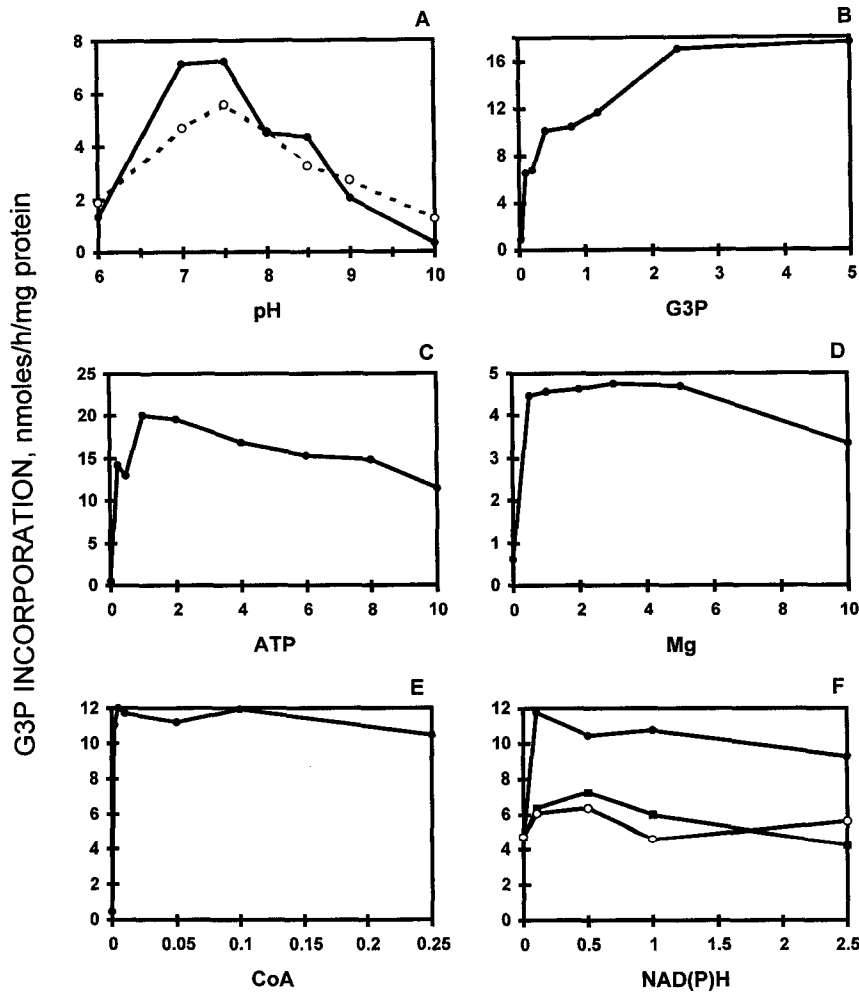 G3P INCORPORATION, nmoles/h/mg protein
A
8
6
4
2
0
6 7 8 9 10
pH
B
16
12
8
4
0
0 1 2 3 4 5
G3P
C
25
20
15
10
5
0
0 2 4 6 8 10
ATP
D
5
4
3
2
1
0
0 2 4 6 8 10
Mg
E
12
10
8
6
4
2
0
0 0.05 0.1 0.15 0.2 0.25
CoA
F
12
10
8
6
4
2
0
0 0.5 1 1.5 2 2.5
NAD(P)H